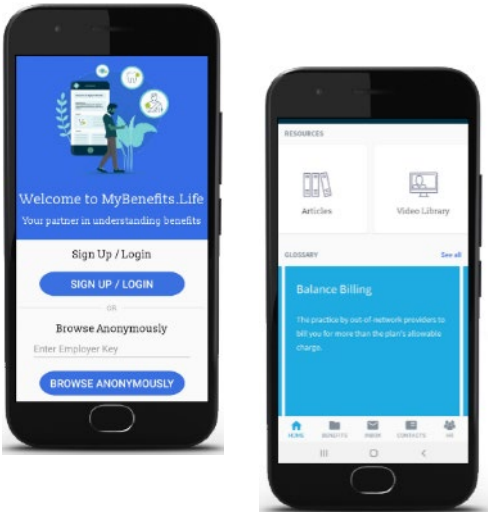 Welcome to MyBenefits.Life
Your partner in understanding benefits
Sign Up / Login
SIGN UP / LOGIN
OR
Browse Anonymously
Enter Employer Key
BROWSE ANONYMOUSLY
RESOURCES
Articles
Video Library
GLOSSARY
See all
Balance Billing
The practice by out-of-network providers to
bill you for more than the plan's allowable
charge.
HOME
BENEFITS
INBOX
CONTACTS
ME